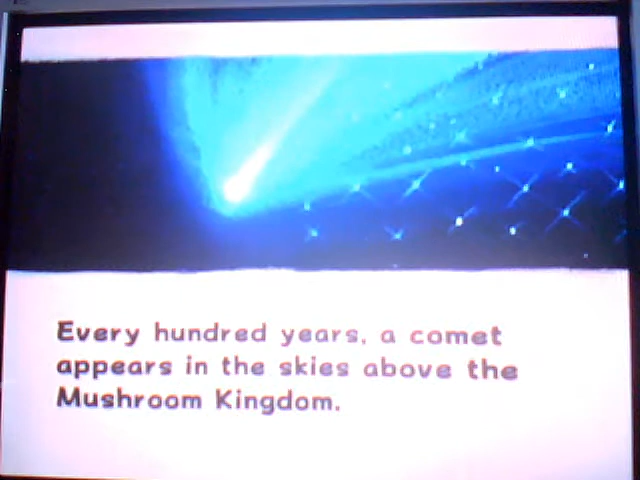 Every hundred years, a comet
appears in the skies above the
Mushroom Kingdom.